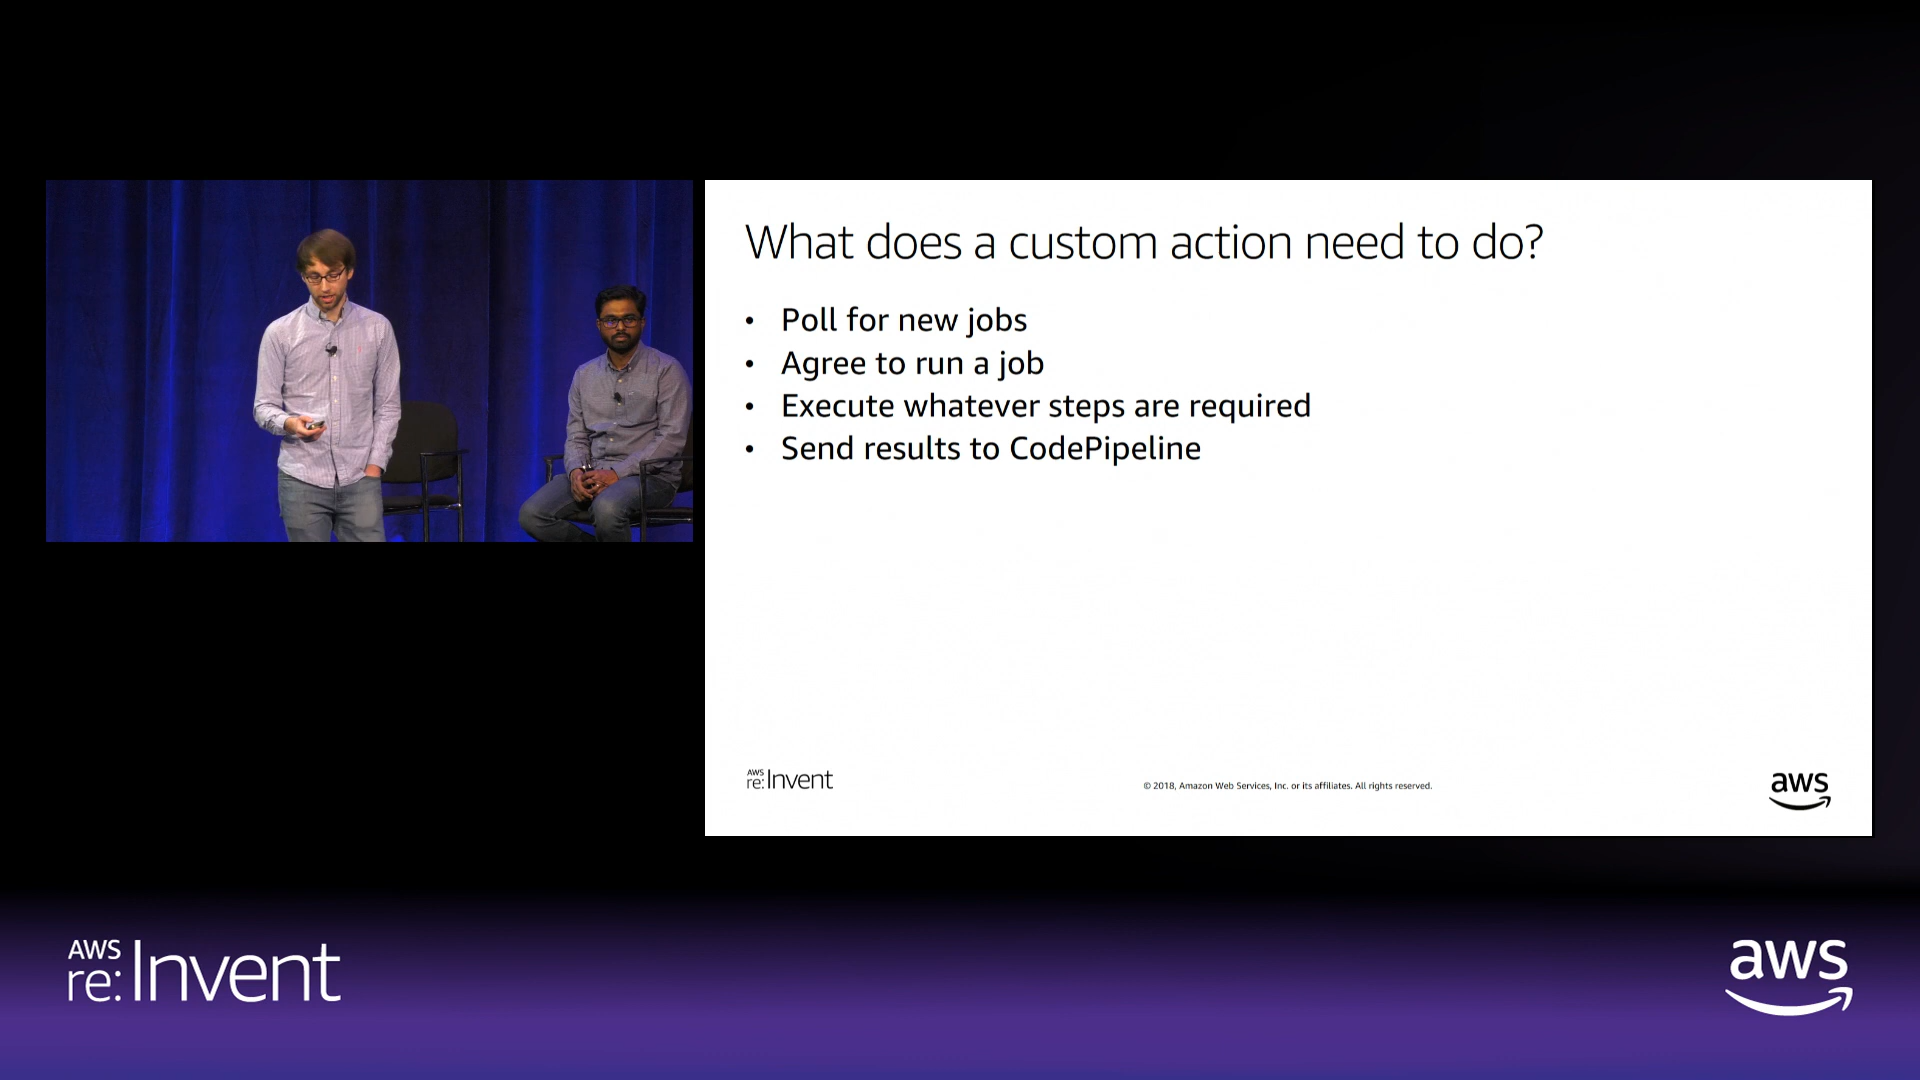 What does a custom action need to do?
• Poll for new jobs
• Agree to run a job
• Execute whatever steps are required
• Send results to CodePipeline
AWS
re:Invent
© 2018, Amazon Web Services, Inc. or its affiliates. All rights reserved.
aws
AWS
re:Invent
aws